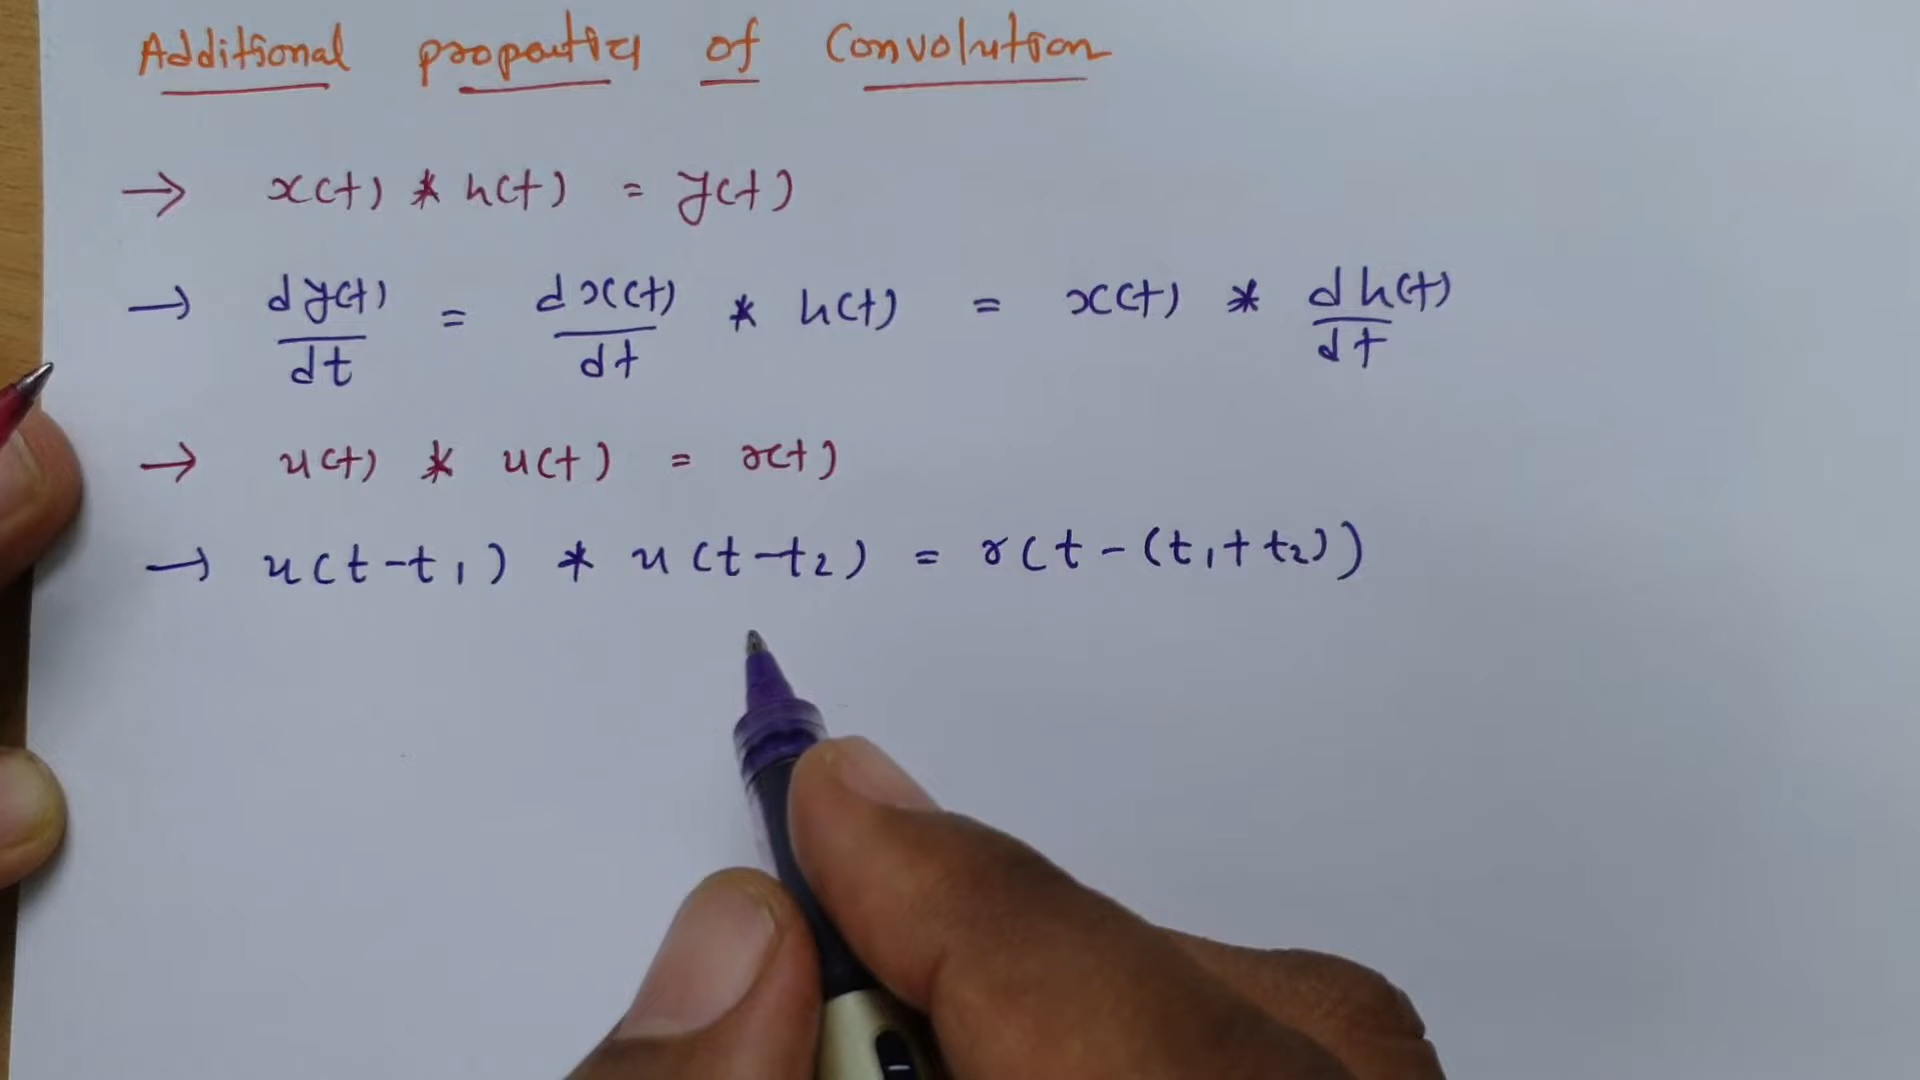 Additional properties of Convolution
→ x(t) * h(t) = y(t)
→ dy(t)/dt = dx(t)/dt * h(t) = x(t) * dh(t)/dt
→ u(t) * u(t) = r(t)
→ u(t-t₁) * u(t-t₂) = r(t-(t₁+t₂))